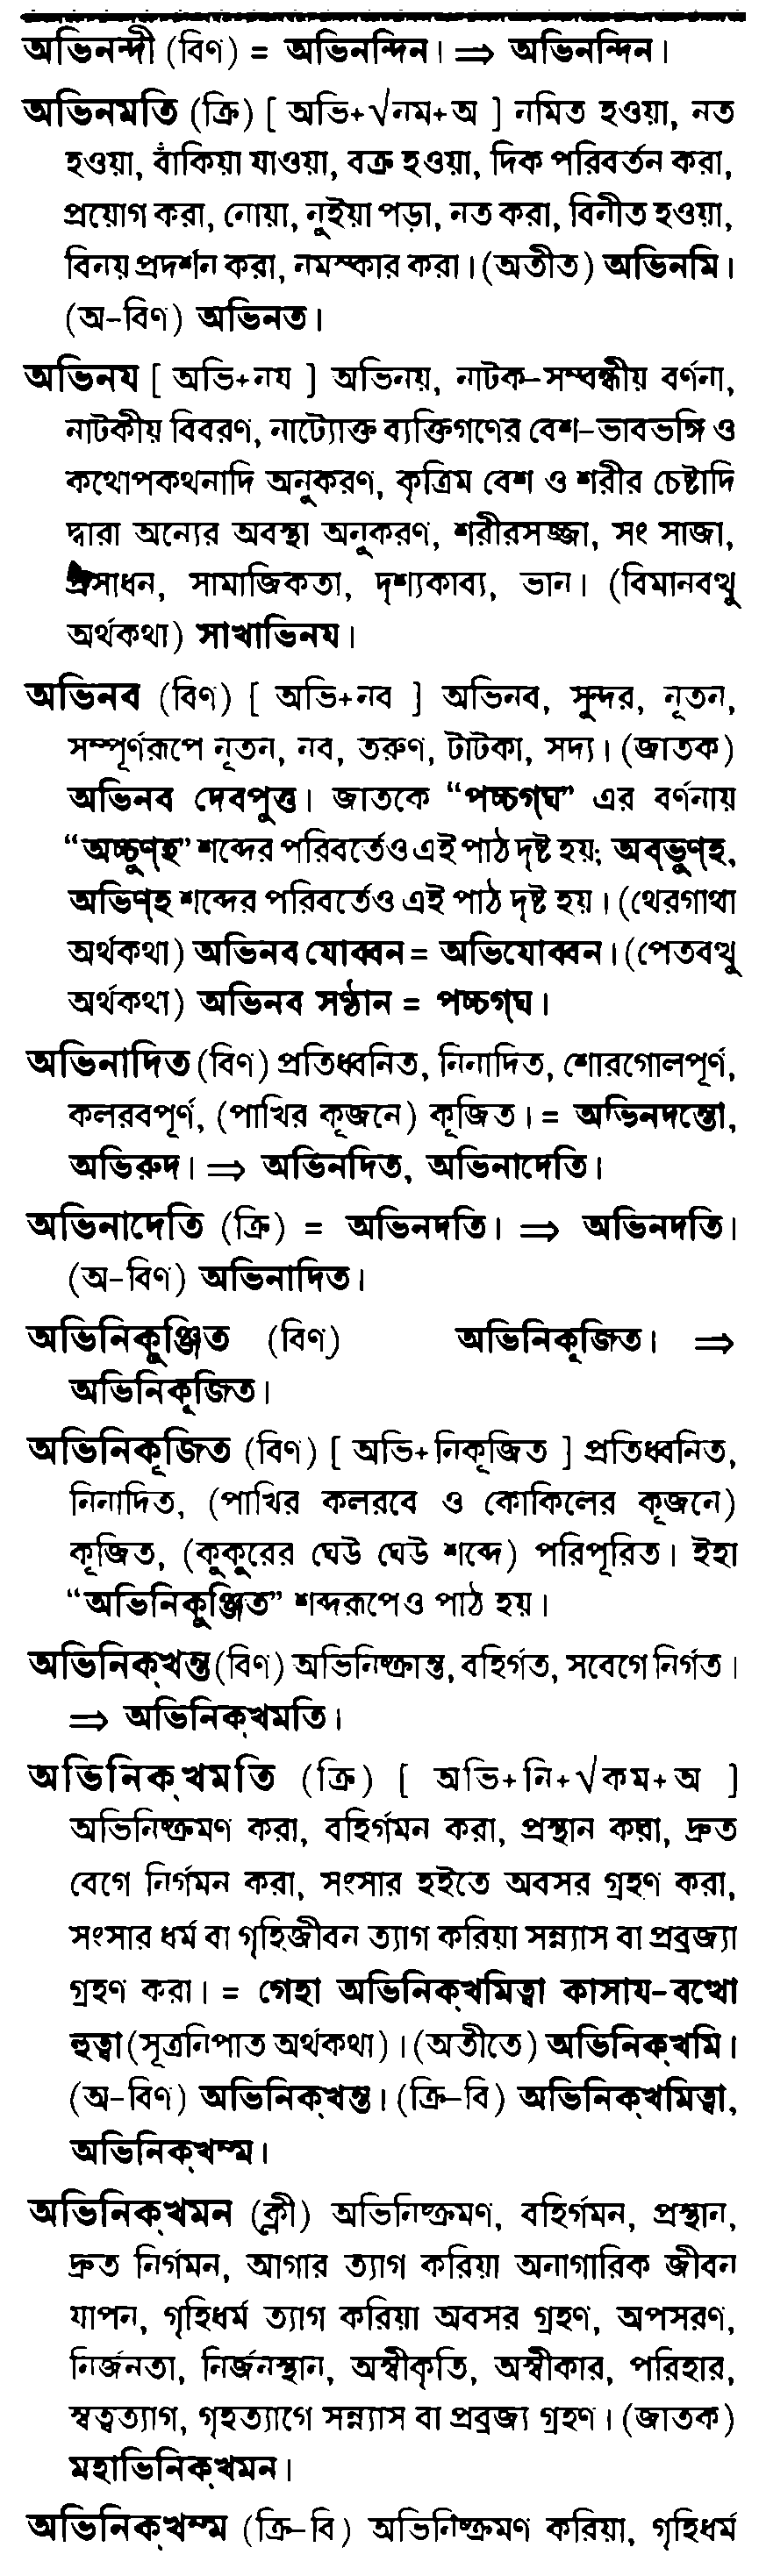 অভিনন্দী (বিণ) = অভিনন্দিন। ⇒ অভিনন্দিন।
অভিনমতি (ক্রি) [ অভি+√নম+অ ] নমিত হওয়া, নত
হওয়া, বাঁকিয়া যাওয়া, বক্র হওয়া, দিক পরিবর্তন করা,
প্রয়োগ করা, নোয়া, নুইয়া পড়া, নত করা, বিনীত হওয়া,
বিনয় প্রদর্শন করা, নমস্কার করা। (অতীত) অভিনমি।
(অ-বিণ) অভিনত।
অভিনয [ অভি+নয ] অভিনয়, নাটক-সম্বন্ধীয় বর্ণনা,
নাটকীয় বিবরণ, নাট্যোক্ত ব্যক্তিগণের বেশ-ভাবভঙ্গি ও
কথোপকথনাদি অনুকরণ, কৃত্রিম বেশ ও শরীর চেষ্টাদি
দ্বারা অন্যের অবস্থা অনুকরণ, শরীরসজ্জা, সং সাজা,
প্রসাধন, সামাজিকতা, দৃশ্যকাব্য, ভান। (বিমানবত্থু
অর্থকথা) সাখাভিনয।
অভিনব (বিণ) [ অভি+নব ] অভিনব, সুন্দর, নূতন,
সম্পূর্ণরূপে নূতন, নব, তরুণ, টাটকা, সদ্য। (জাতক)
অভিনব দেবপুত্ত। জাতকে “পচ্চগ্‌ঘ” এর বর্ণনায়
“অচ্চুণ্‌হ” শব্দের পরিবর্তেও এই পাঠ দৃষ্ট হয়; অব্‌ভুণ্‌হ,
অভিণ্‌হ শব্দের পরিবর্তেও এই পাঠ দৃষ্ট হয়। (থেরগাথা
অর্থকথা) অভিনব যোব্বন = অভিযোব্বন। (পেতবত্থু
অর্থকথা) অভিনব সণ্ঠান = পচ্চগ্‌ঘ।
অভিনাদিত (বিণ) প্রতিধ্বনিত, নিনাদিত, শোরগোলপূর্ণ,
কলরবপূর্ণ, (পাখির কূজনে) কূজিত। = অভিনদন্তো,
অভিরুদ। ⇒ অভিনদিত, অভিনাদেতি।
অভিনাদেতি (ক্রি) = অভিনদতি। ⇒ অভিনদতি।
(অ-বিণ) অভিনাদিত।
অভিনিকুঞ্জিত (বিণ) অভিনিকূজিত। ⇒
অভিনিকূজিত।
অভিনিকূজিত (বিণ) [ অভি+নিকূজিত ] প্রতিধ্বনিত,
নিনাদিত, (পাখির কলরবে ও কোকিলের কূজনে)
কূজিত, (কুকুরের ঘেউ ঘেউ শব্দে) পরিপূরিত। ইহা
“অভিনিকুঞ্জিত” শব্দরূপেও পাঠ হয়।
অভিনিক্‌খন্ত (বিণ) অভিনিষ্ক্রান্ত, বহির্গত, সবেগে নির্গত।
⇒ অভিনিক্‌খমতি।
অভিনিক্‌খমতি (ক্রি) [ অভি+নি+√কম+অ ]
অভিনিষ্ক্রমণ করা, বহির্গমন করা, প্রস্থান করা, দ্রুত
বেগে নির্গমন করা, সংসার হইতে অবসর গ্রহণ করা,
সংসার ধর্ম বা গৃহিজীবন ত্যাগ করিয়া সন্ন্যাস বা প্রব্রজ্যা
গ্রহণ করা। = গেহা অভিনিক্‌খমিত্বা কাসায-বত্থো
হুত্বা (সূত্রনিপাত অর্থকথা)। (অতীতে) অভিনিক্‌খমি।
(অ-বিণ) অভিনিক্‌খন্ত। (ক্রি-বি) অভিনিক্‌খমিত্বা,
অভিনিক্‌খম্ম।
অভিনিক্‌খমন (ক্লী) অভিনিষ্ক্রমণ, বহির্গমন, প্রস্থান,
দ্রুত নির্গমন, আগার ত্যাগ করিয়া অনাগারিক জীবন
যাপন, গৃহিধর্ম ত্যাগ করিয়া অবসর গ্রহণ, অপসরণ,
নির্জনতা, নির্জনস্থান, অস্বীকৃতি, অস্বীকার, পরিহার,
স্বত্বত্যাগ, গৃহত্যাগে সন্ন্যাস বা প্রব্রজ্য গ্রহণ। (জাতক)
মহাভিনিক্‌খমন।
অভিনিক্‌খম্ম (ক্রি-বি) অভিনিষ্ক্রমণ করিয়া, গৃহিধর্ম